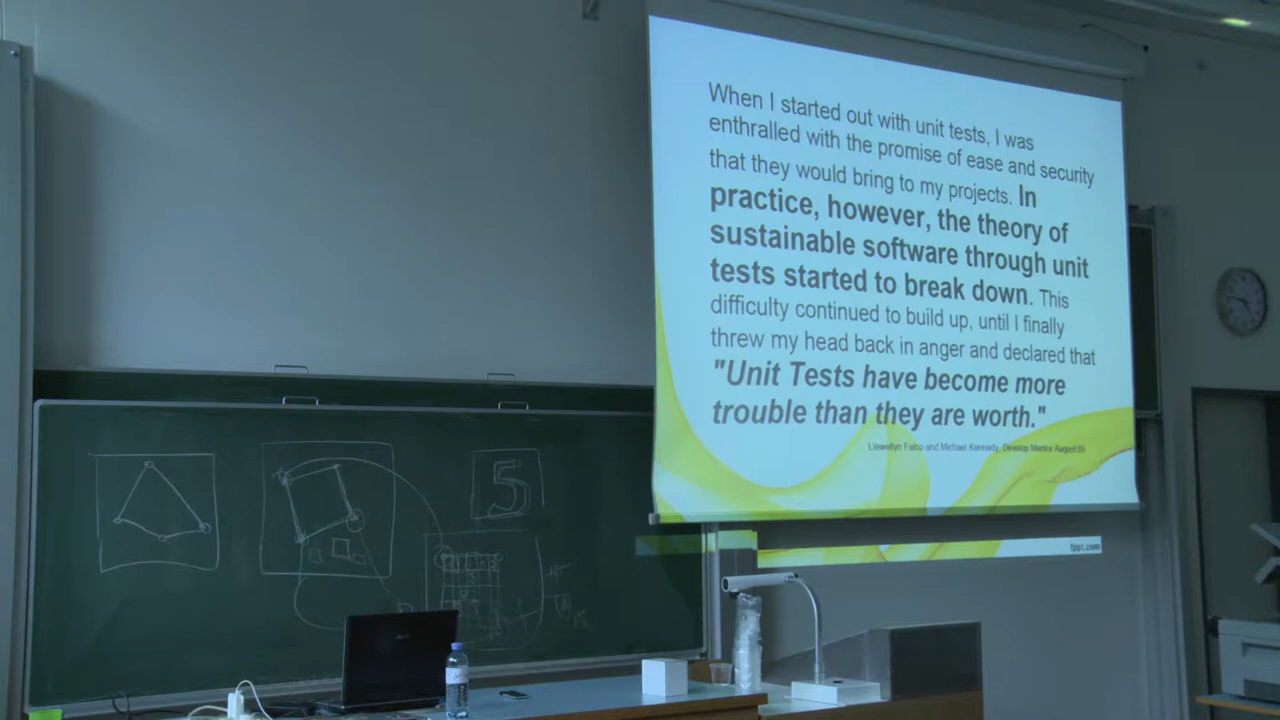 When I started out with unit tests, I was
enthralled with the promise of ease and security
that they would bring to my projects. In
practice, however, the theory of
sustainable software through unit
tests started to break down. This
difficulty continued to build up, until I finally
threw my head back in anger and declared that
"Unit Tests have become more
trouble than they are worth."
Llewellyn Falco and Michael Kennedy, Develop Mentor August 09
fppt.com
5